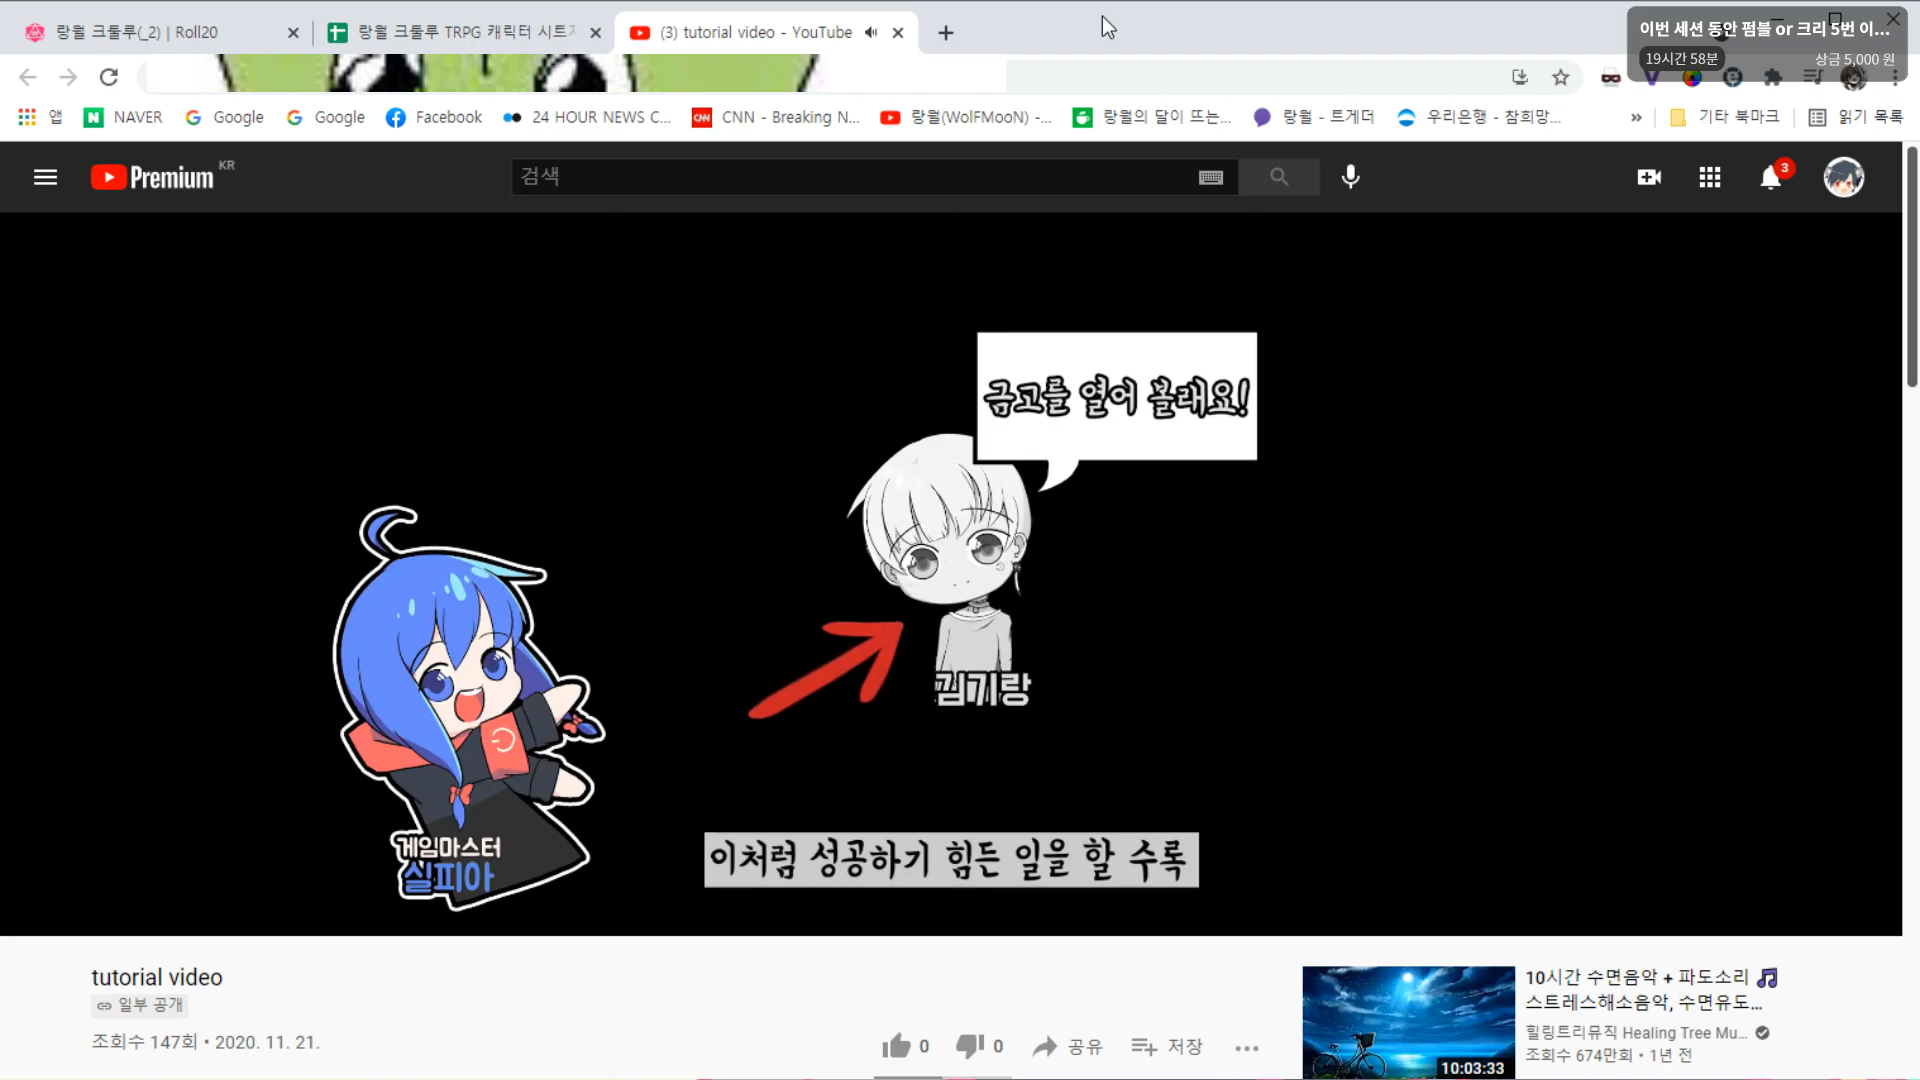 랑월 크툴루(_2) | Roll20
랑월 크툴루 TRPG 캐릭터 시트지
(3) tutorial video - YouTube
이번 세션 동안 펌블 or 크리 5번 이...
19시간 58분
상금 5,000 원
앱
NAVER
Google
Google
Facebook
24 HOUR NEWS C...
CNN - Breaking N...
랑월(WolFMooN) -...
랑월의 달이 뜨는...
랑월 - 트게더
우리은행 - 참희망...
»
기타 북마크
읽기 목록
Premium KR
검색
3
금고를 열어 볼래요!
김끼랑
게임마스터
실피아
이처럼 성공하기 힘든 일을 할 수록
tutorial video
일부 공개
조회수 147회 • 2020. 11. 21.
0
0
공유
저장
10:03:33
10시간 수면음악 + 파도소리
스트레스해소음악, 수면유도...
힐링트리뮤직 Healing Tree Mu...
조회수 674만회 • 1년 전